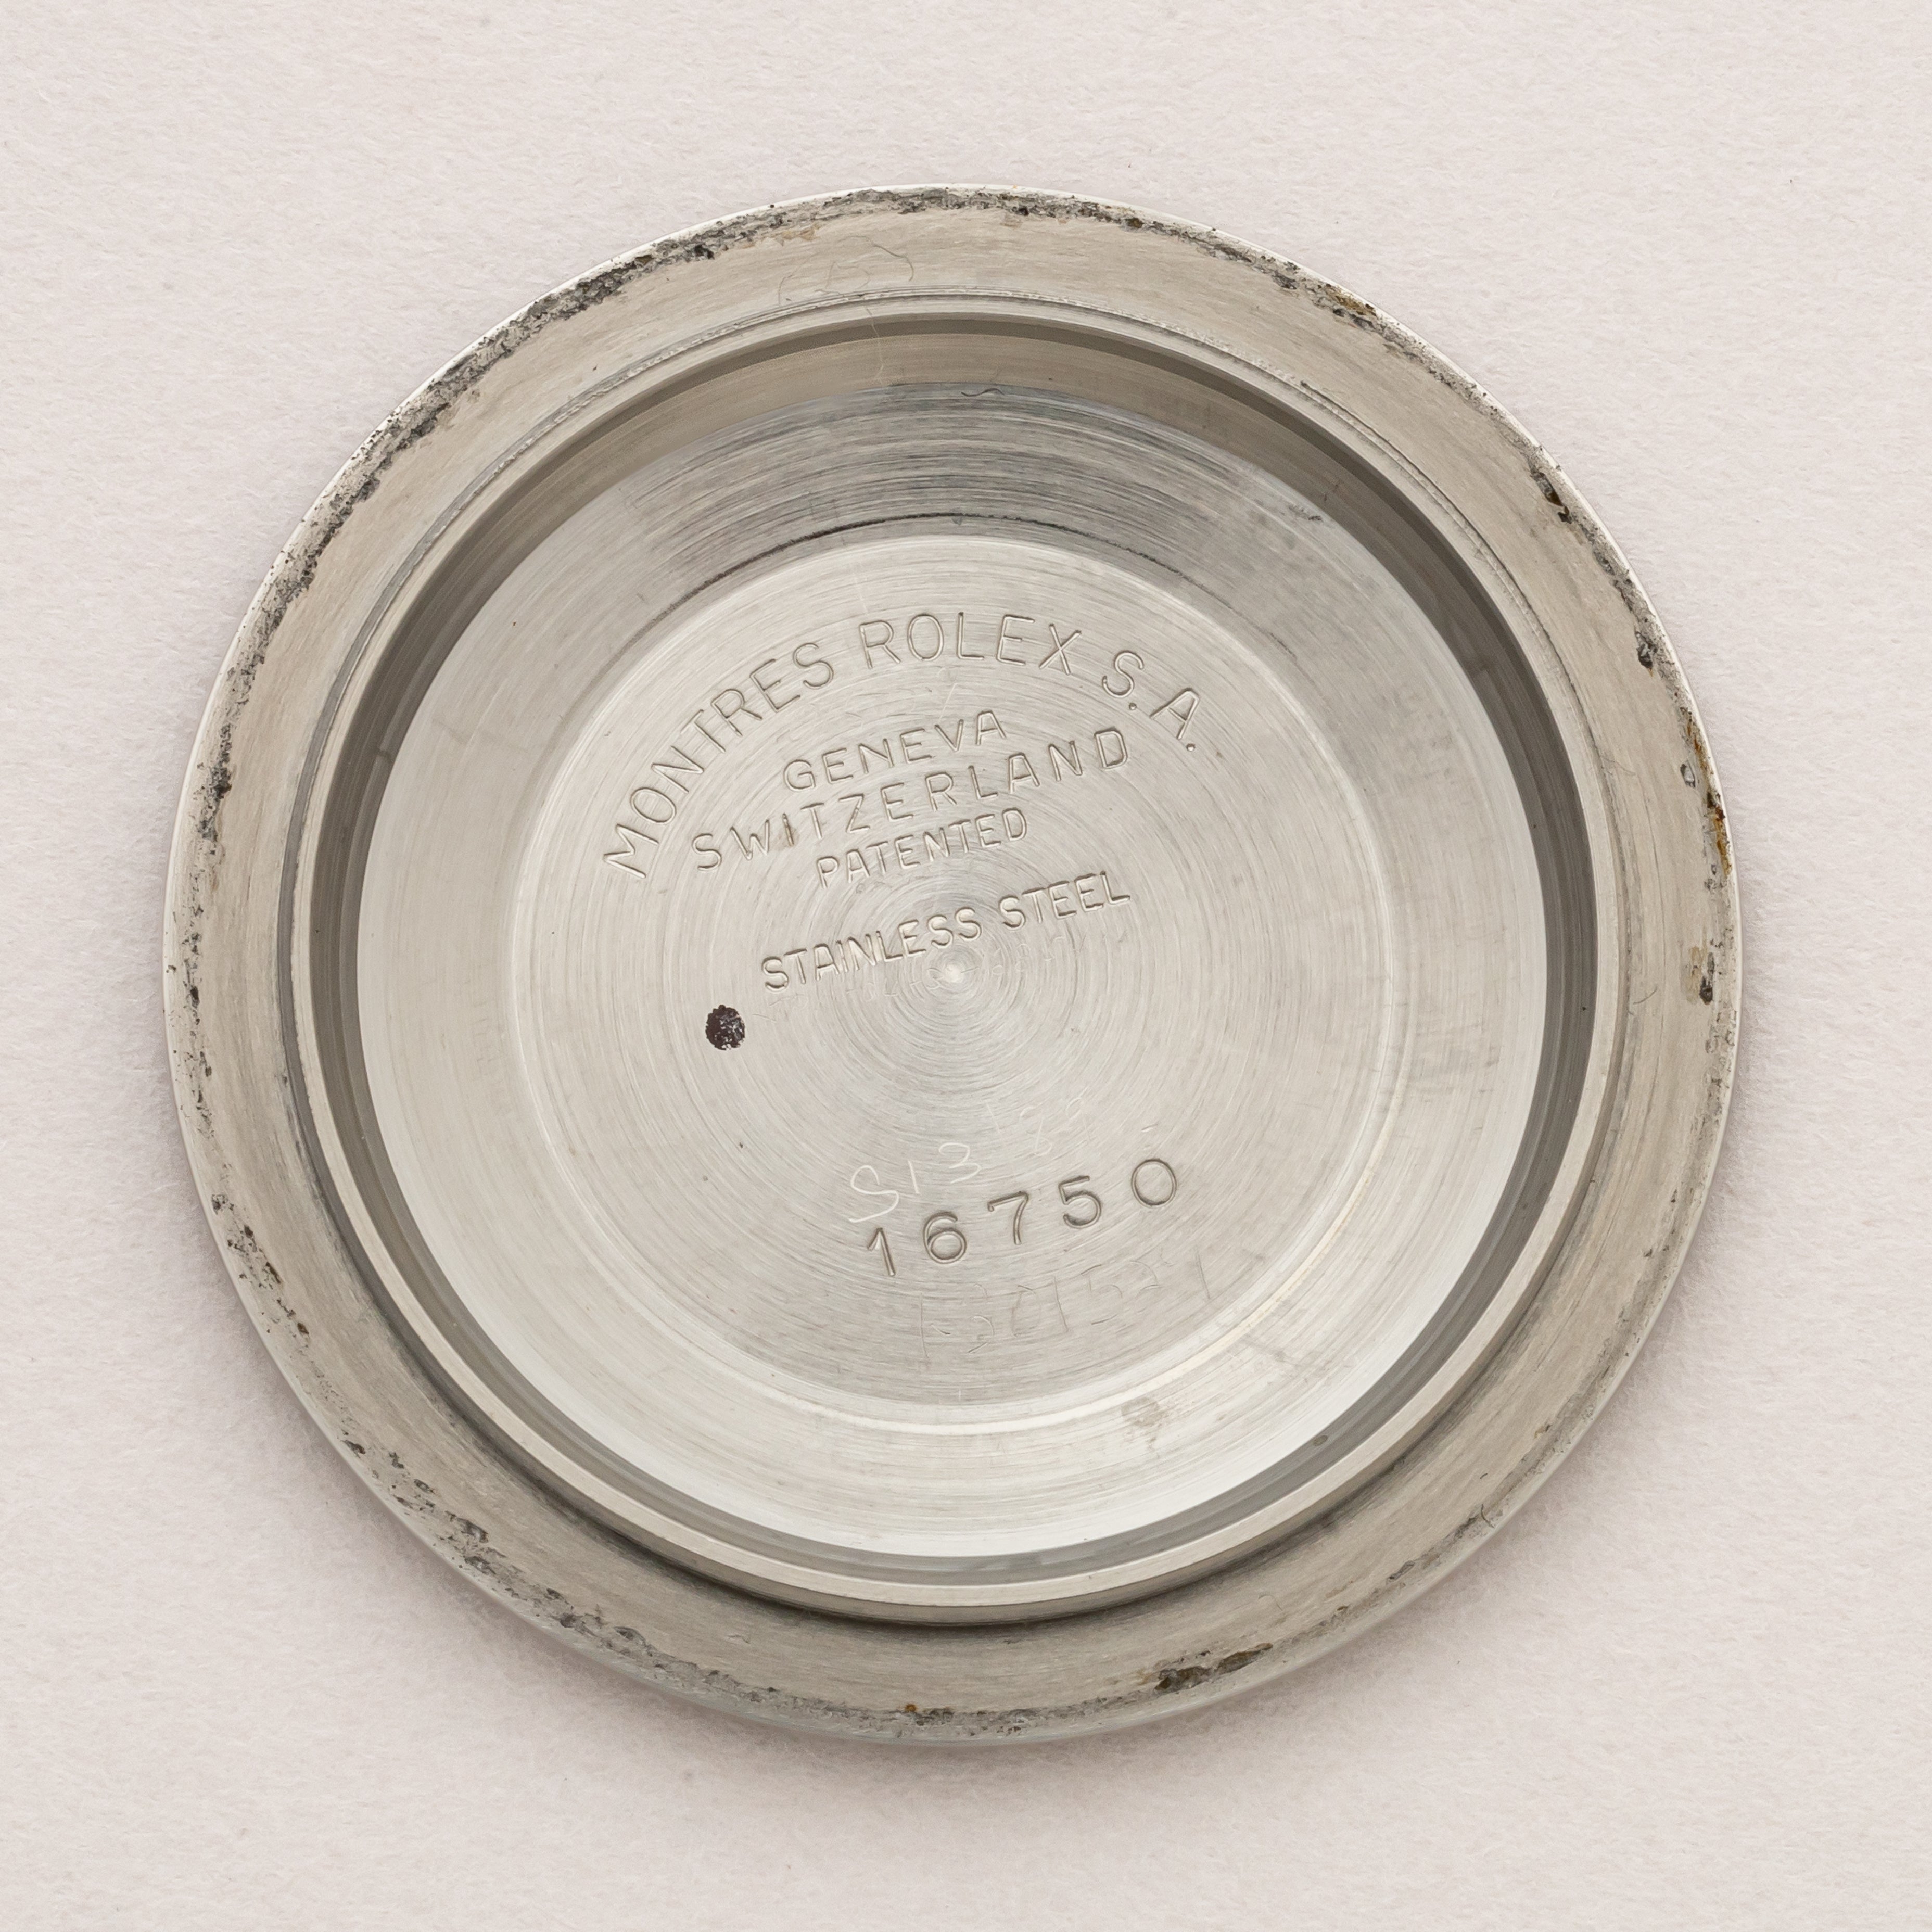 MONTRES ROLEX S.A.
GENEVA
SWITZERLAND
PATENTED
STAINLESS STEEL
16750